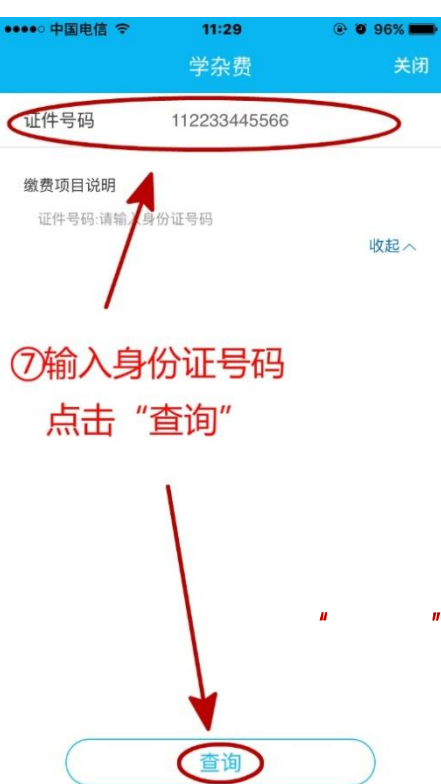 中国电信 11:29 96%
学杂费 关闭
证件号码 112233445566
缴费项目说明
证件号码:请输入身份证号码
收起
⑦输入身份证号码
点击“查询”
“ ”
查询